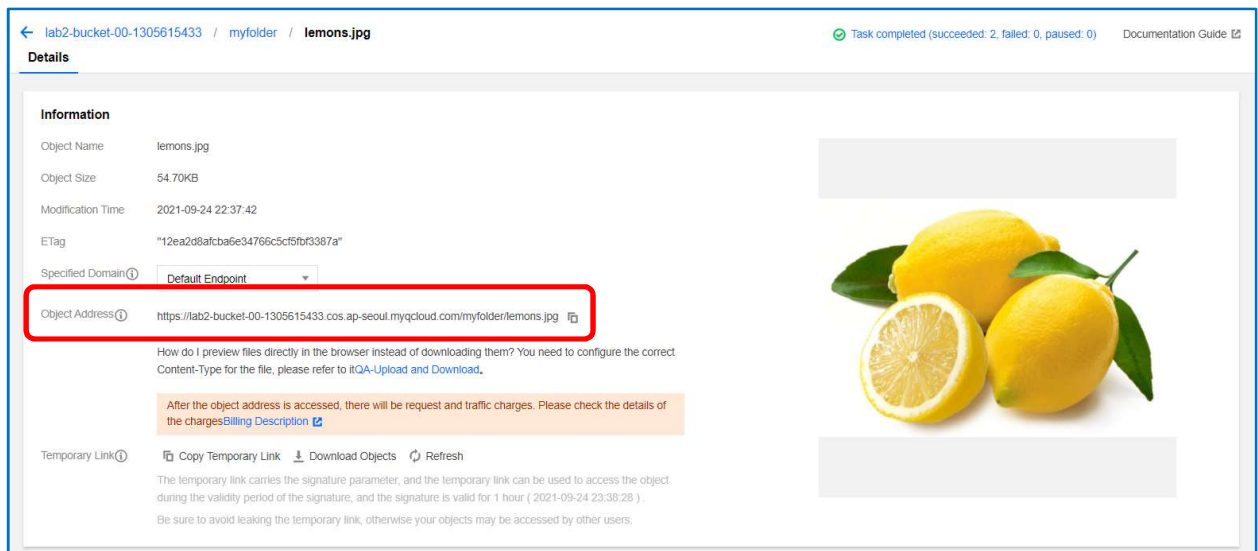 lab2-bucket-00-1305615433 / myfolder / lemons.jpg
Task completed (succeeded: 2, failed: 0, paused: 0)
Documentation Guide
Details
Information
Object Name lemons.jpg
Object Size 54.70KB
Modification Time 2021-09-24 22:37:42
ETag "12ea2d8afcba6e34766c5cf5fbf3387a"
Specified Domain Default Endpoint
Object Address https://lab2-bucket-00-1305615433.cos.ap-seoul.myqcloud.com/myfolder/lemons.jpg
How do I preview files directly in the browser instead of downloading them? You need to configure the correct
Content-Type for the file, please refer to itQA-Upload and Download。
After the object address is accessed, there will be request and traffic charges. Please check the details of
the chargesBilling Description
Temporary Link Copy Temporary Link Download Objects Refresh
The temporary link carries the signature parameter, and the temporary link can be used to access the object
during the validity period of the signature, and the signature is valid for 1 hour ( 2021-09-24 23:38:28 ) .
Be sure to avoid leaking the temporary link, otherwise your objects may be accessed by other users.